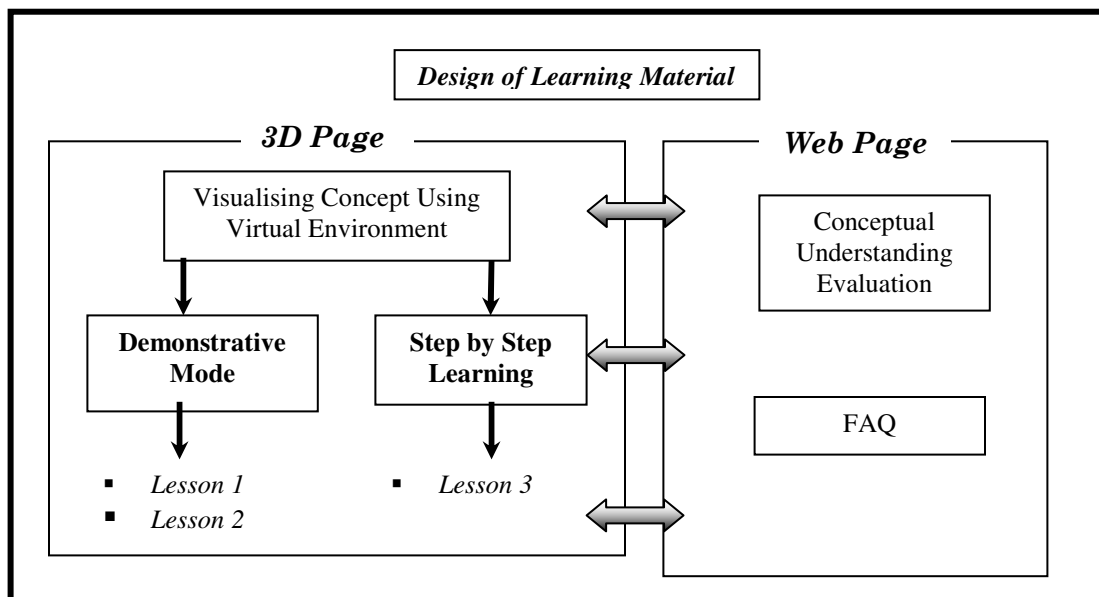 Design of Learning Material
3D Page
Visualising Concept Using
Virtual Environment
Demonstrative
Mode
Step by Step
Learning
▪ Lesson 1
▪ Lesson 2
▪ Lesson 3
Web Page
Conceptual
Understanding
Evaluation
FAQ